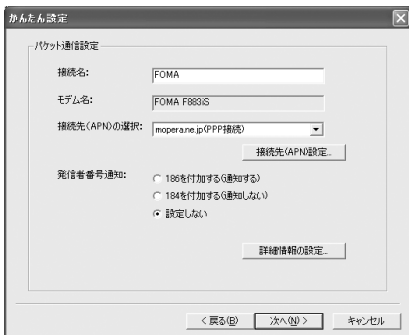 かんたん設定
パケット通信設定
接続名: FOMA
モデム名: FOMA F883iS
接続先(APN)の選択: mopera.ne.jp(PPP接続)
接続先(APN)設定...
発信者番号通知: 186を付加する(通知する)
184を付加する(通知しない)
設定しない
詳細情報の設定...
< 戻る(B) 次へ(N) > キャンセル